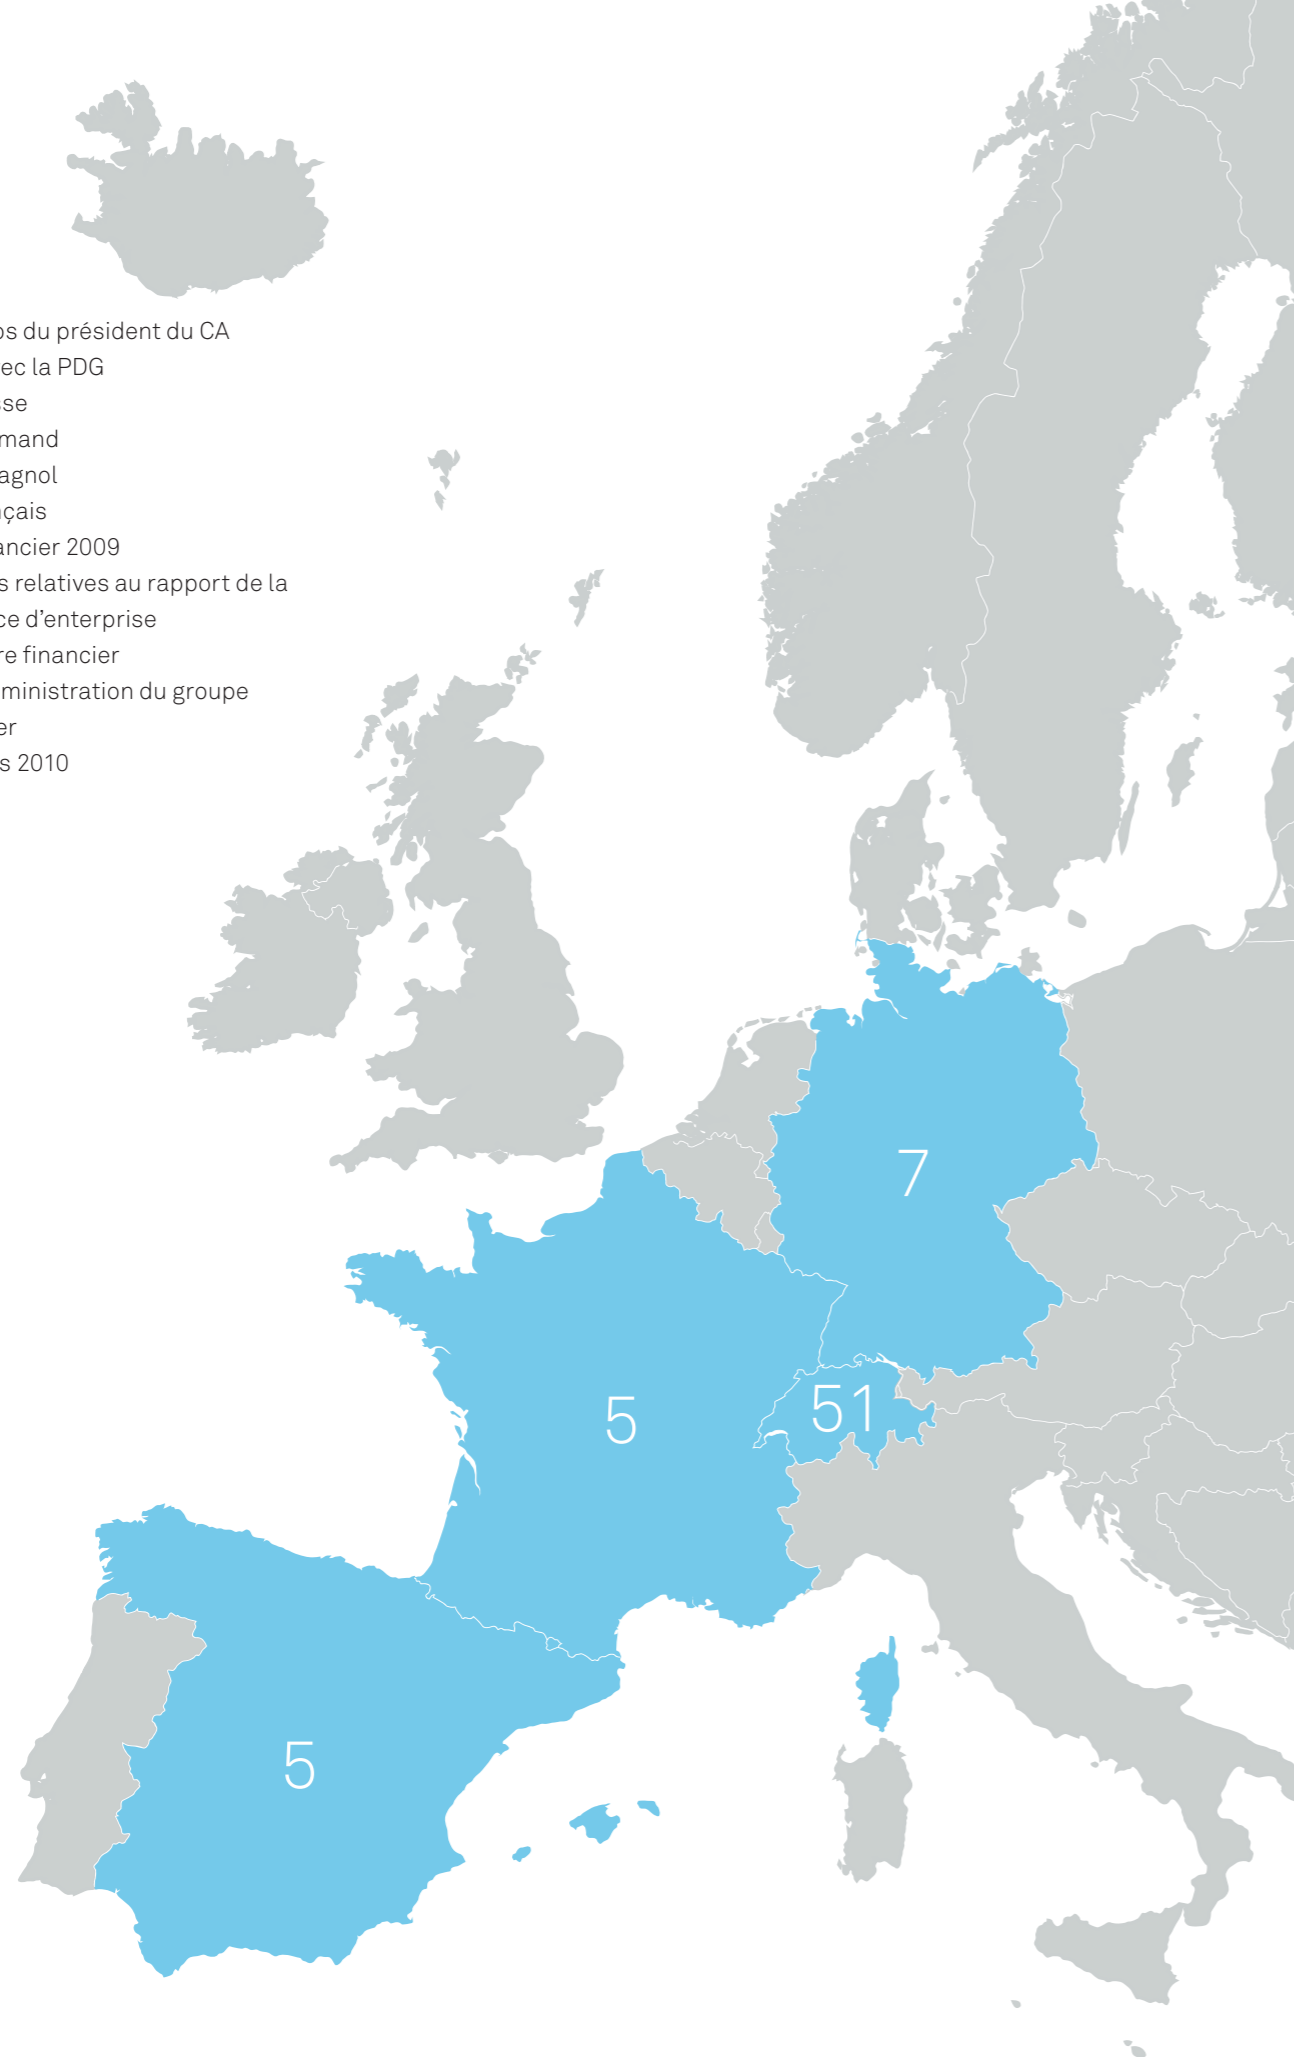 os du président du CA
ec la PDG
sse
mand
agnol
çais
ancier 2009
s relatives au rapport de la
ce d'enterprise
re financier
ministration du groupe
er
s 2010
7
5
51
5